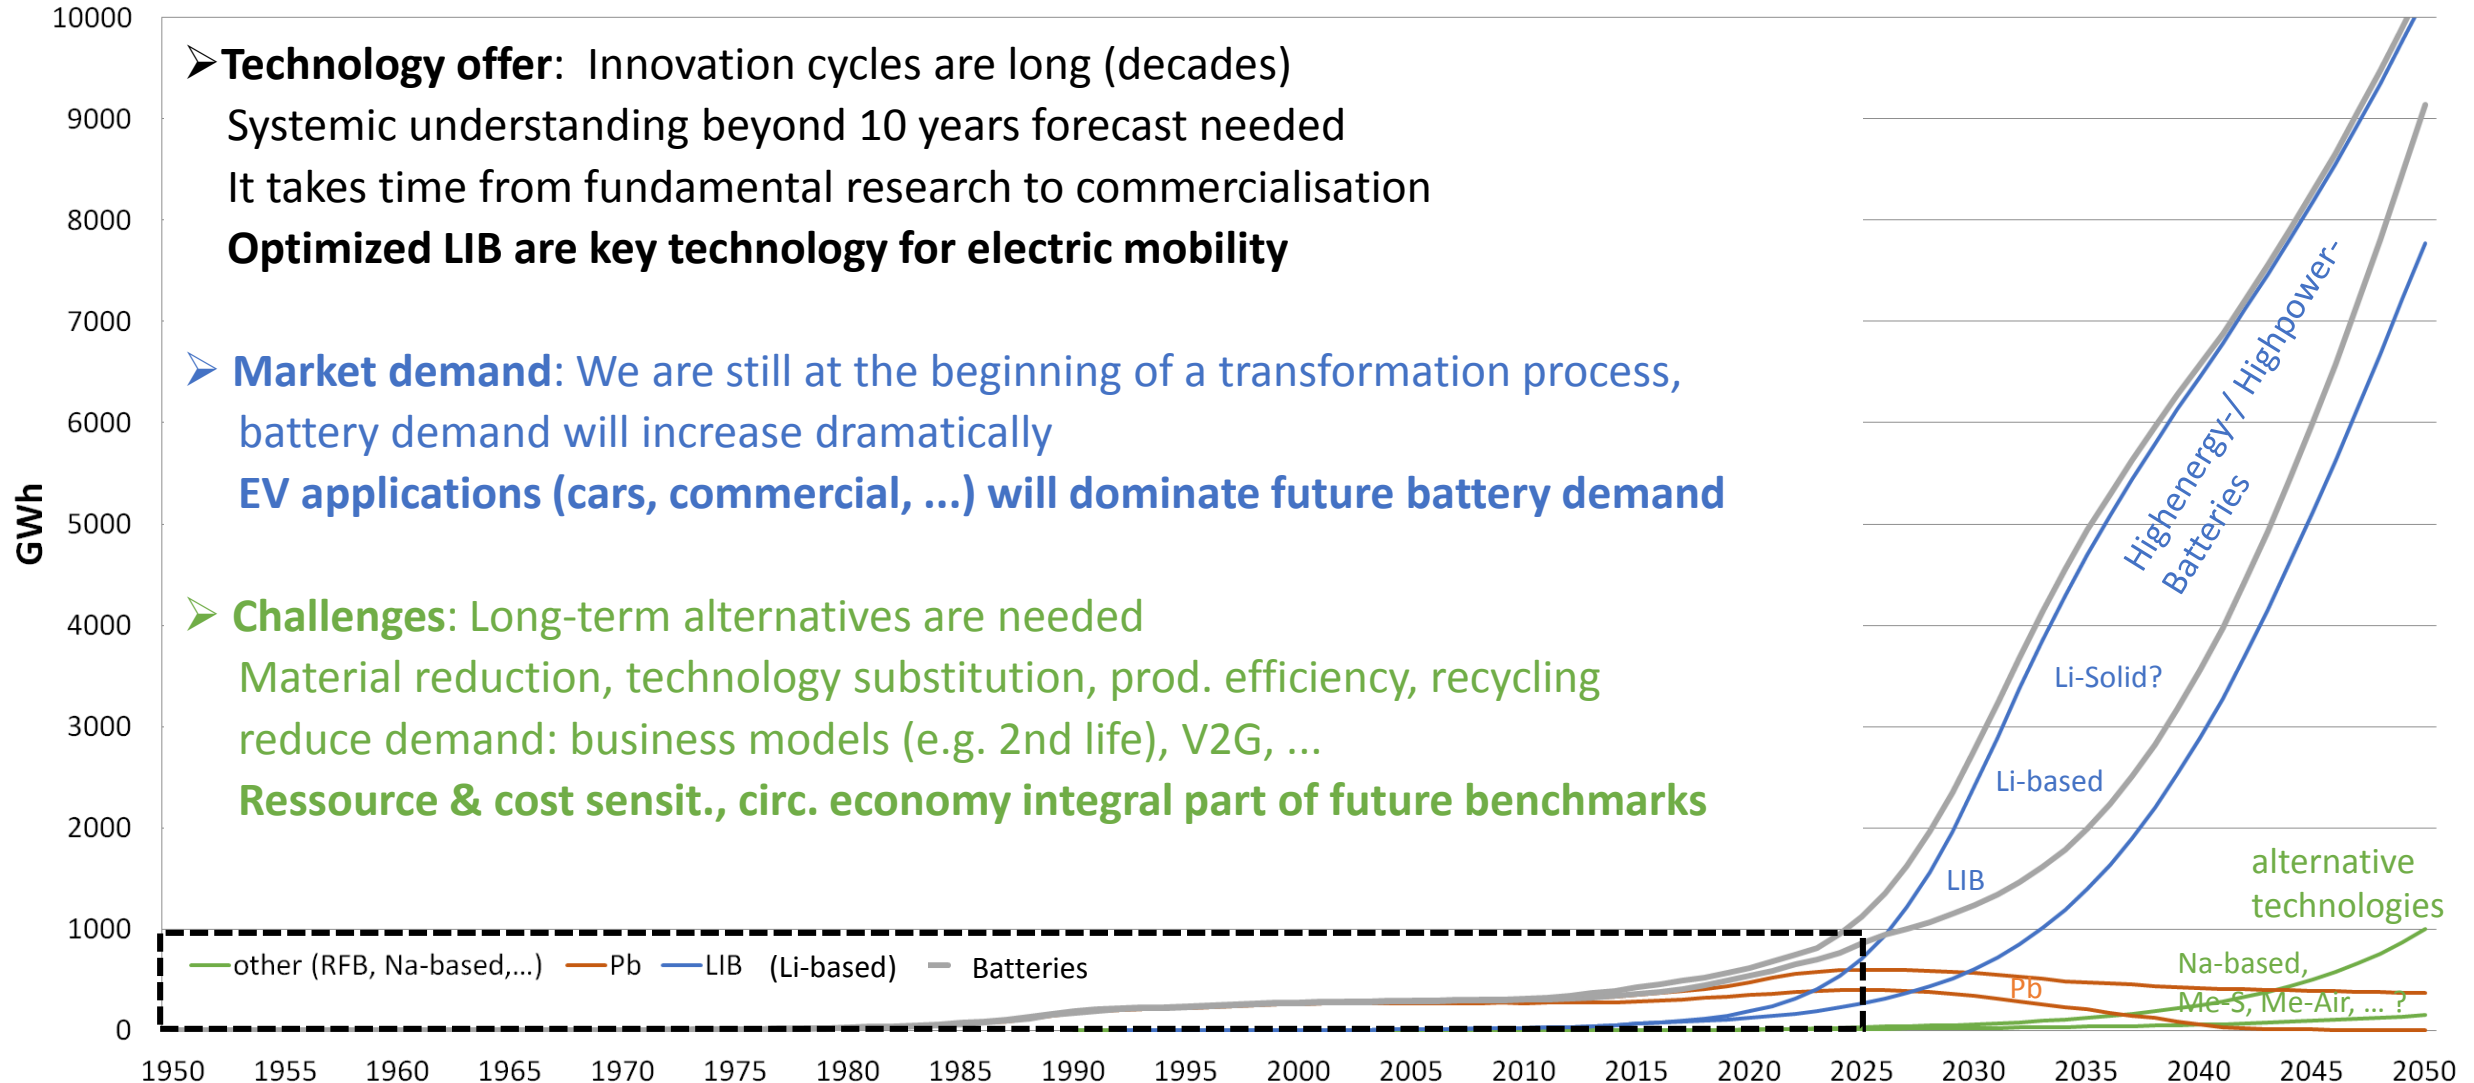 10000
9000
8000
7000
6000
5000
4000
3000
2000
1000
0
GWh
➢Technology offer: Innovation cycles are long (decades)
Systemic understanding beyond 10 years forecast needed
It takes time from fundamental research to commercialisation
Optimized LIB are key technology for electric mobility
➢ Market demand: We are still at the beginning of a transformation process,
battery demand will increase dramatically
EV applications (cars, commercial, ...) will dominate future battery demand
➢ Challenges: Long-term alternatives are needed
Material reduction, technology substitution, prod. efficiency, recycling
reduce demand: business models (e.g. 2nd life), V2G, ...
Ressource & cost sensit., circ. economy integral part of future benchmarks
Highenergy-/ Highpower-
Batteries
Li-Solid?
Li-based
LIB
alternative
technologies
Na-based,
Me-S, Me-Air, ... ?
Pb
other (RFB, Na-based,...) Pb LIB (Li-based) Batteries
1950 1955 1960 1965 1970 1975 1980 1985 1990 1995 2000 2005 2010 2015 2020 2025 2030 2035 2040 2045 2050